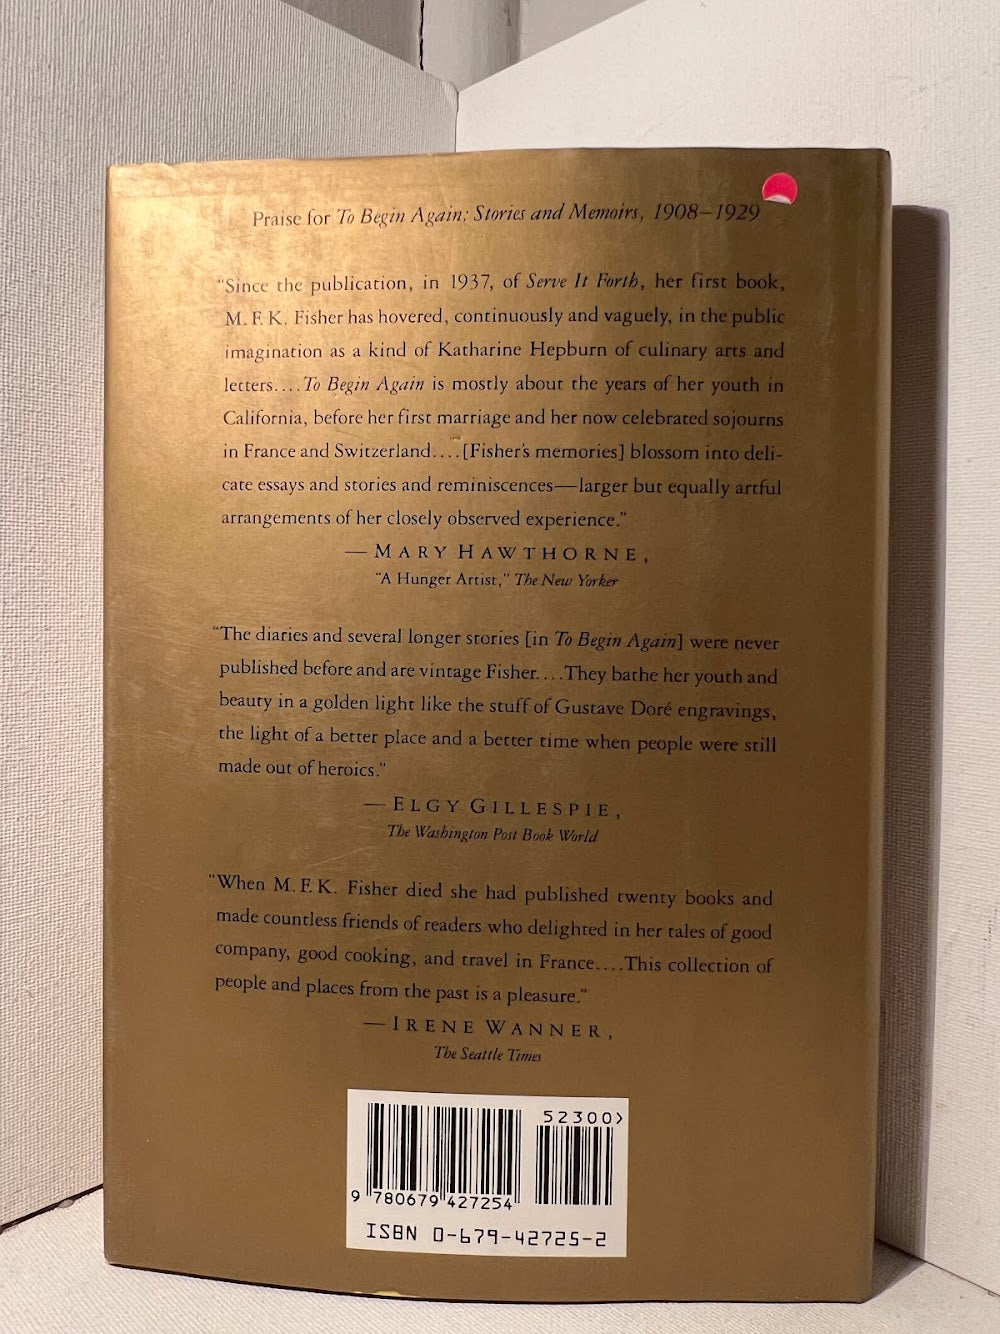 Praise for To Begin Again: Stories and Memoirs, 1908–1929
“Since the publication, in 1937, of Serve It Forth, her first book,
M. F. K. Fisher has hovered, continuously and vaguely, in the public
imagination as a kind of Katharine Hepburn of culinary arts and
letters....To Begin Again is mostly about the years of her youth in
California, before her first marriage and her now celebrated sojourns
in France and Switzerland....[Fisher's memories] blossom into deli-
cate essays and stories and reminiscences—larger but equally artful
arrangements of her closely observed experience.”
— MARY HAWTHORNE,
“A Hunger Artist,” The New Yorker
“The diaries and several longer stories [in To Begin Again] were never
published before and are vintage Fisher....They bathe her youth and
beauty in a golden light like the stuff of Gustave Doré engravings,
the light of a better place and a better time when people were still
made out of heroics.”
— ELGY GILLESPIE,
The Washington Post Book World
“When M. F. K. Fisher died she had published twenty books and
made countless friends of readers who delighted in her tales of good
company, good cooking, and travel in France....This collection of
people and places from the past is a pleasure.”
— IRENE WANNER,
The Seattle Times
52300>
9 780679 427254
ISBN 0-679-42725-2